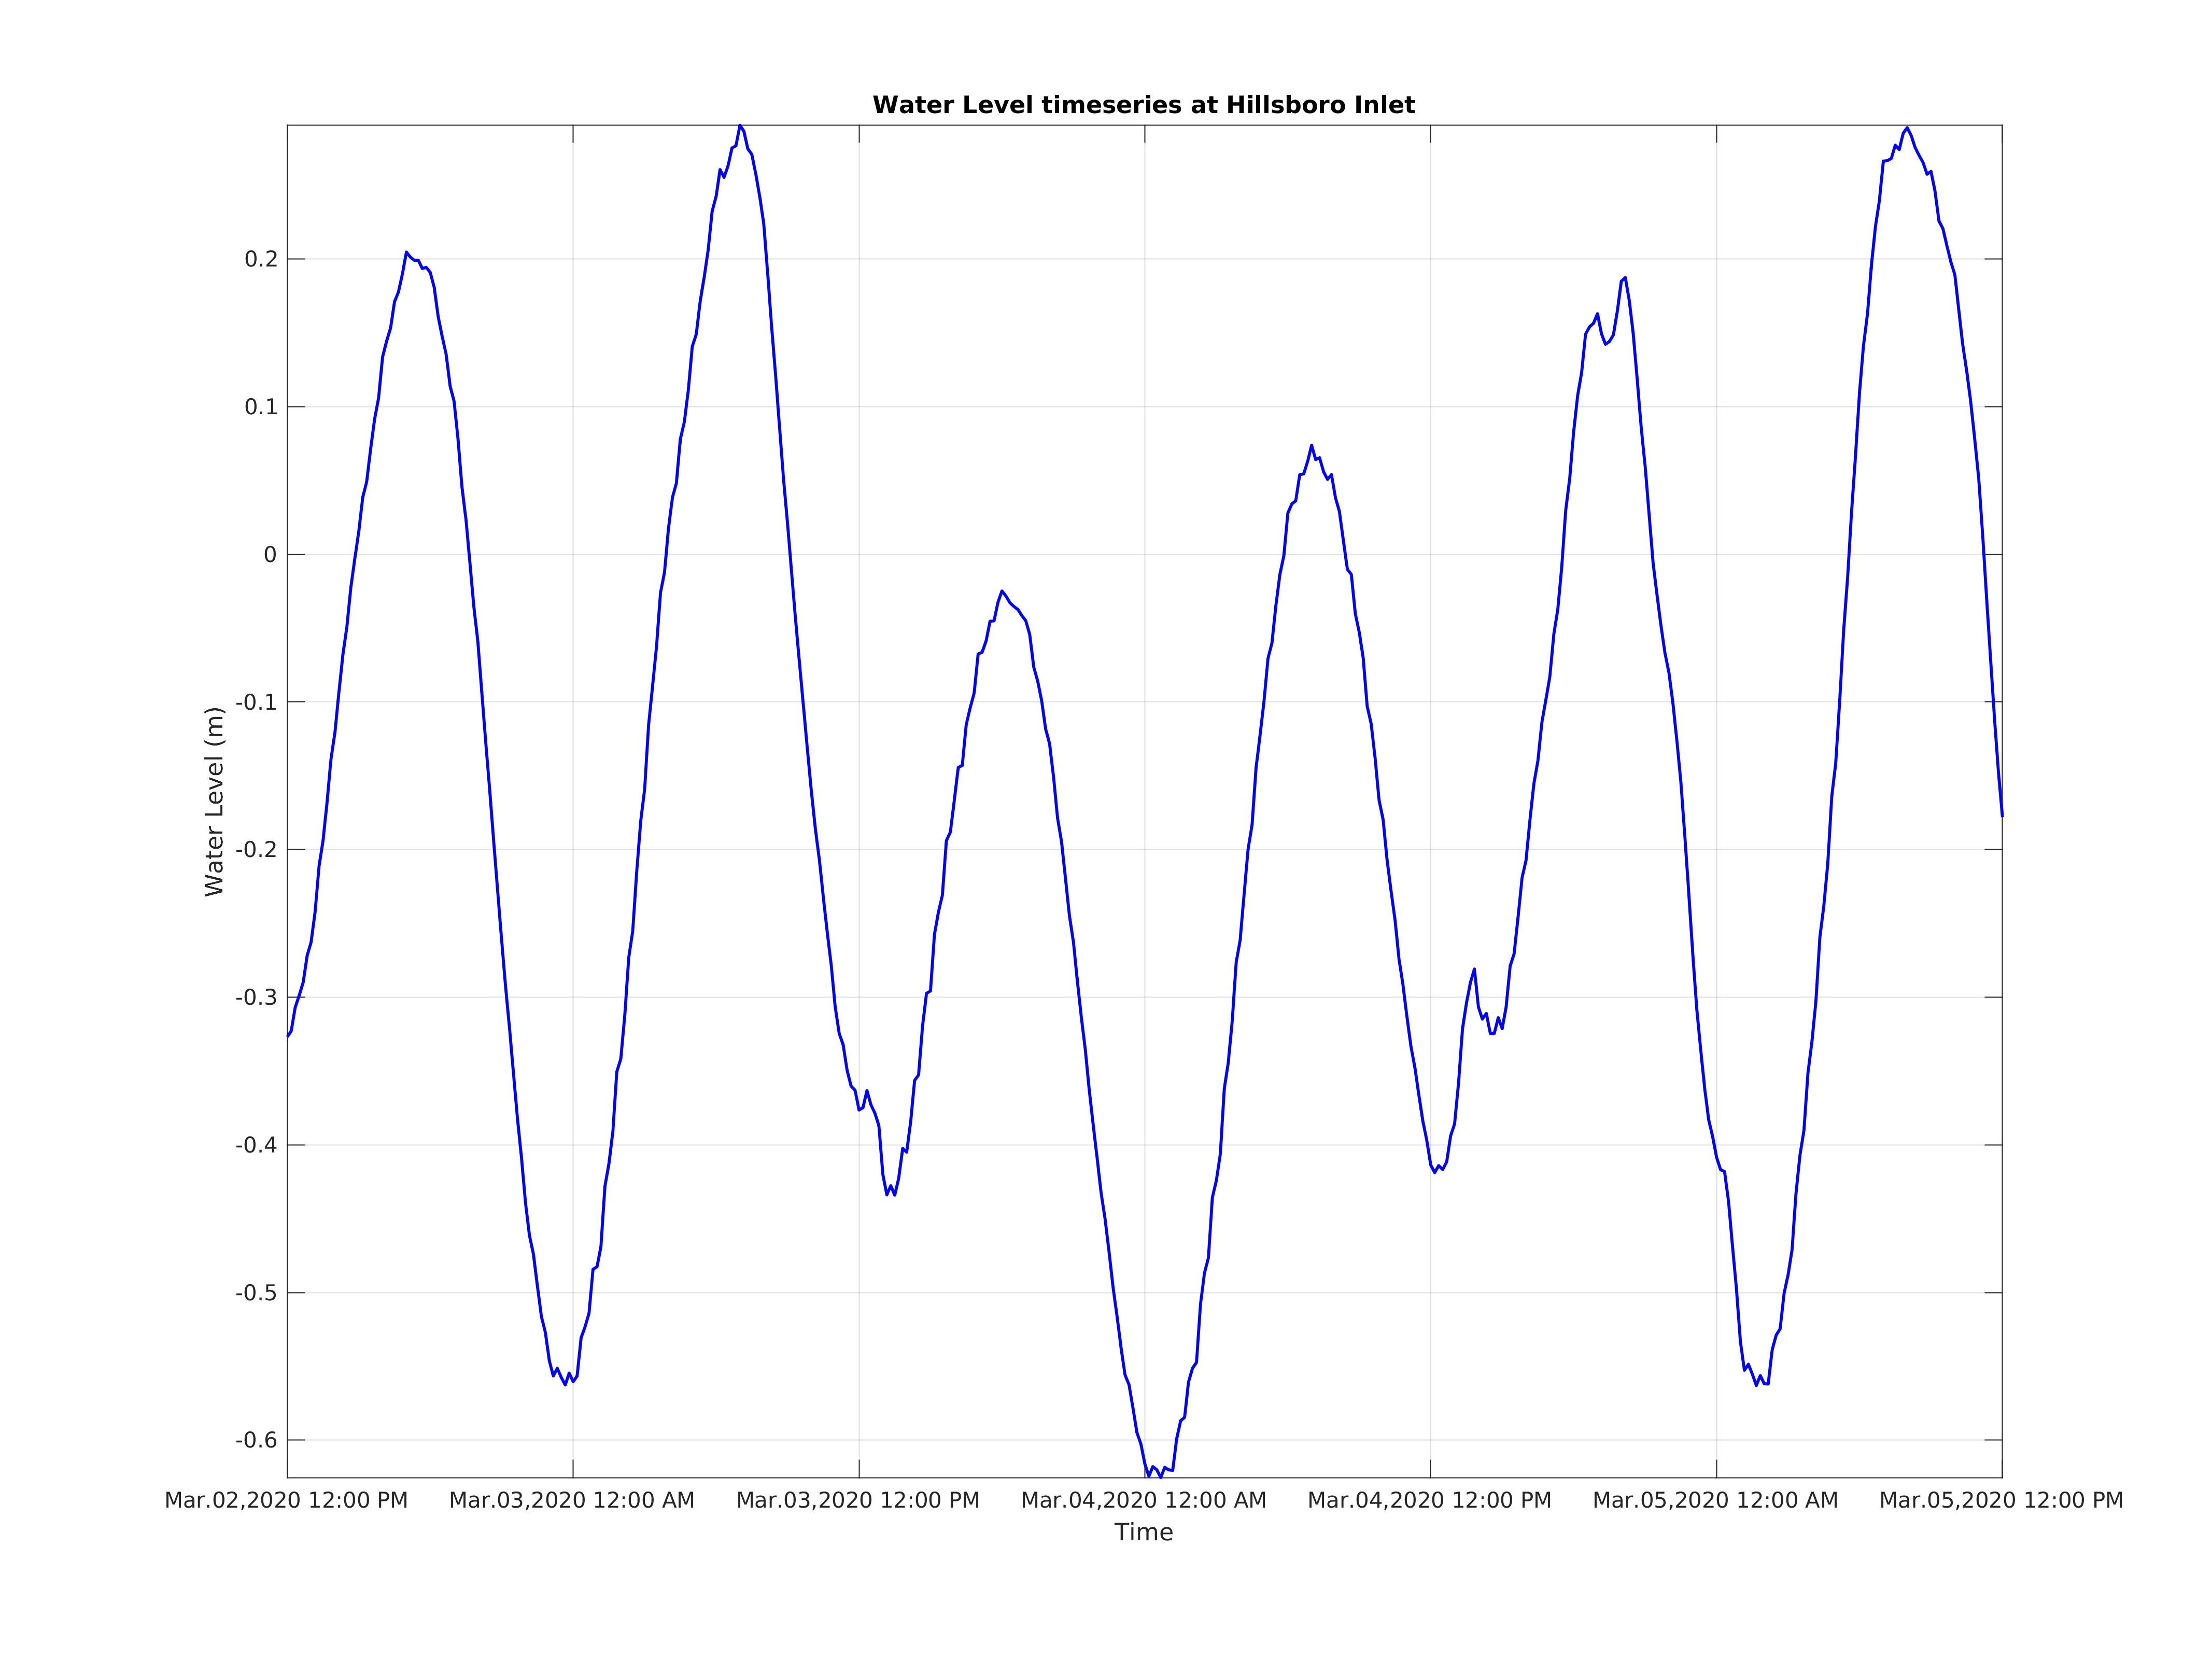 Water Level timeseries at Hillsboro Inlet
0.2
0.1
0
-0.1
-0.2
-0.3
-0.4
-0.5
-0.6
Water Level (m)
Mar.02,2020 12:00 PM Mar.03,2020 12:00 AM Mar.03,2020 12:00 PM Mar.04,2020 12:00 AM Mar.04,2020 12:00 PM Mar.05,2020 12:00 AM Mar.05,2020 12:00 PM
Time